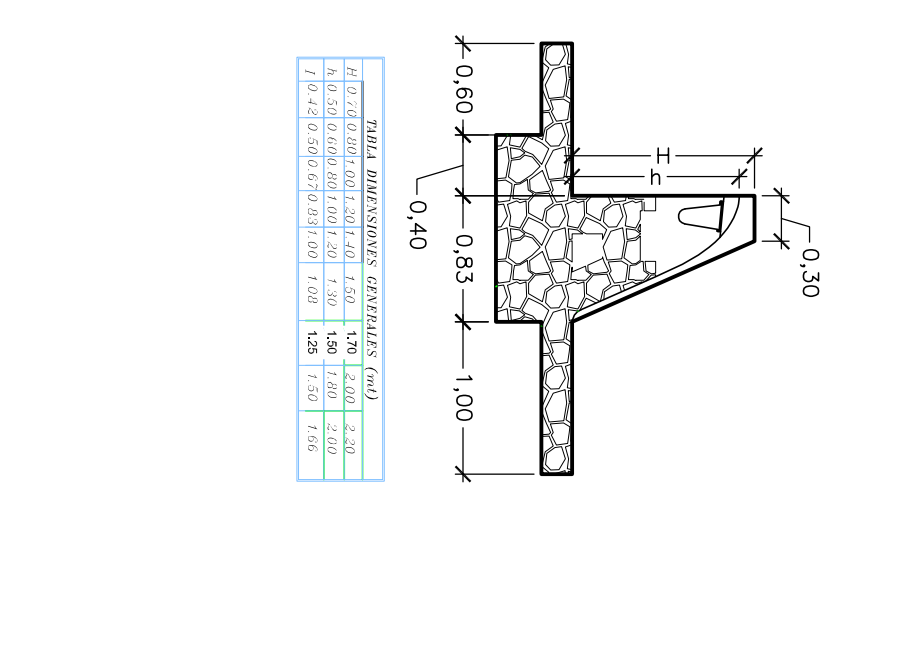 0,30
H
h
0,60
0,40
0,83
1,00
TABLA DIMENSIONES GENERALES (mt)
H 0.70 0.80 1.00 1.20 1.40 1.50 1.70 2.00 2.20
h 0.50 0.60 0.80 1.00 1.20 1.30 1.50 1.80 2.00
l 0.42 0.50 0.67 0.83 1.00 1.08 1.25 1.50 1.66